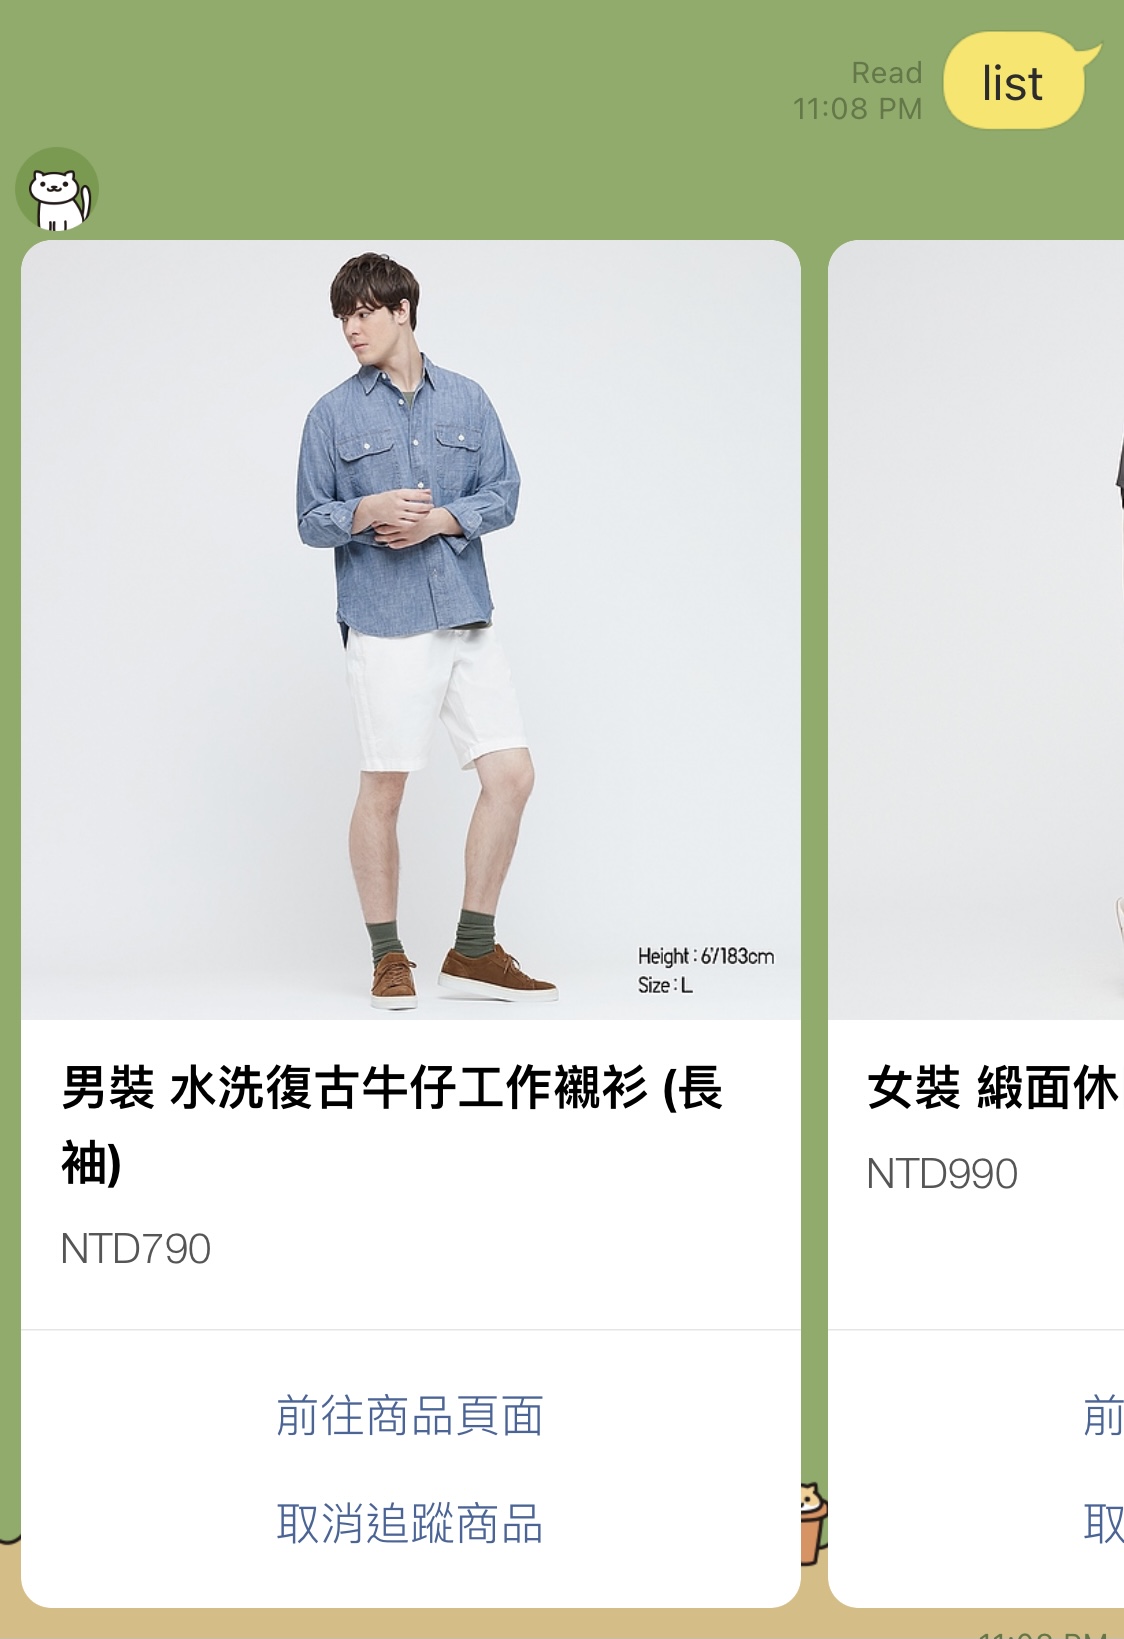 Read
11:08 PM
list
Height : 6'/183cm
Size : L
男裝 水洗復古牛仔工作襯衫 (長
袖)
NTD790
前往商品頁面
取消追蹤商品
女裝 緞面休
NTD990
前
取